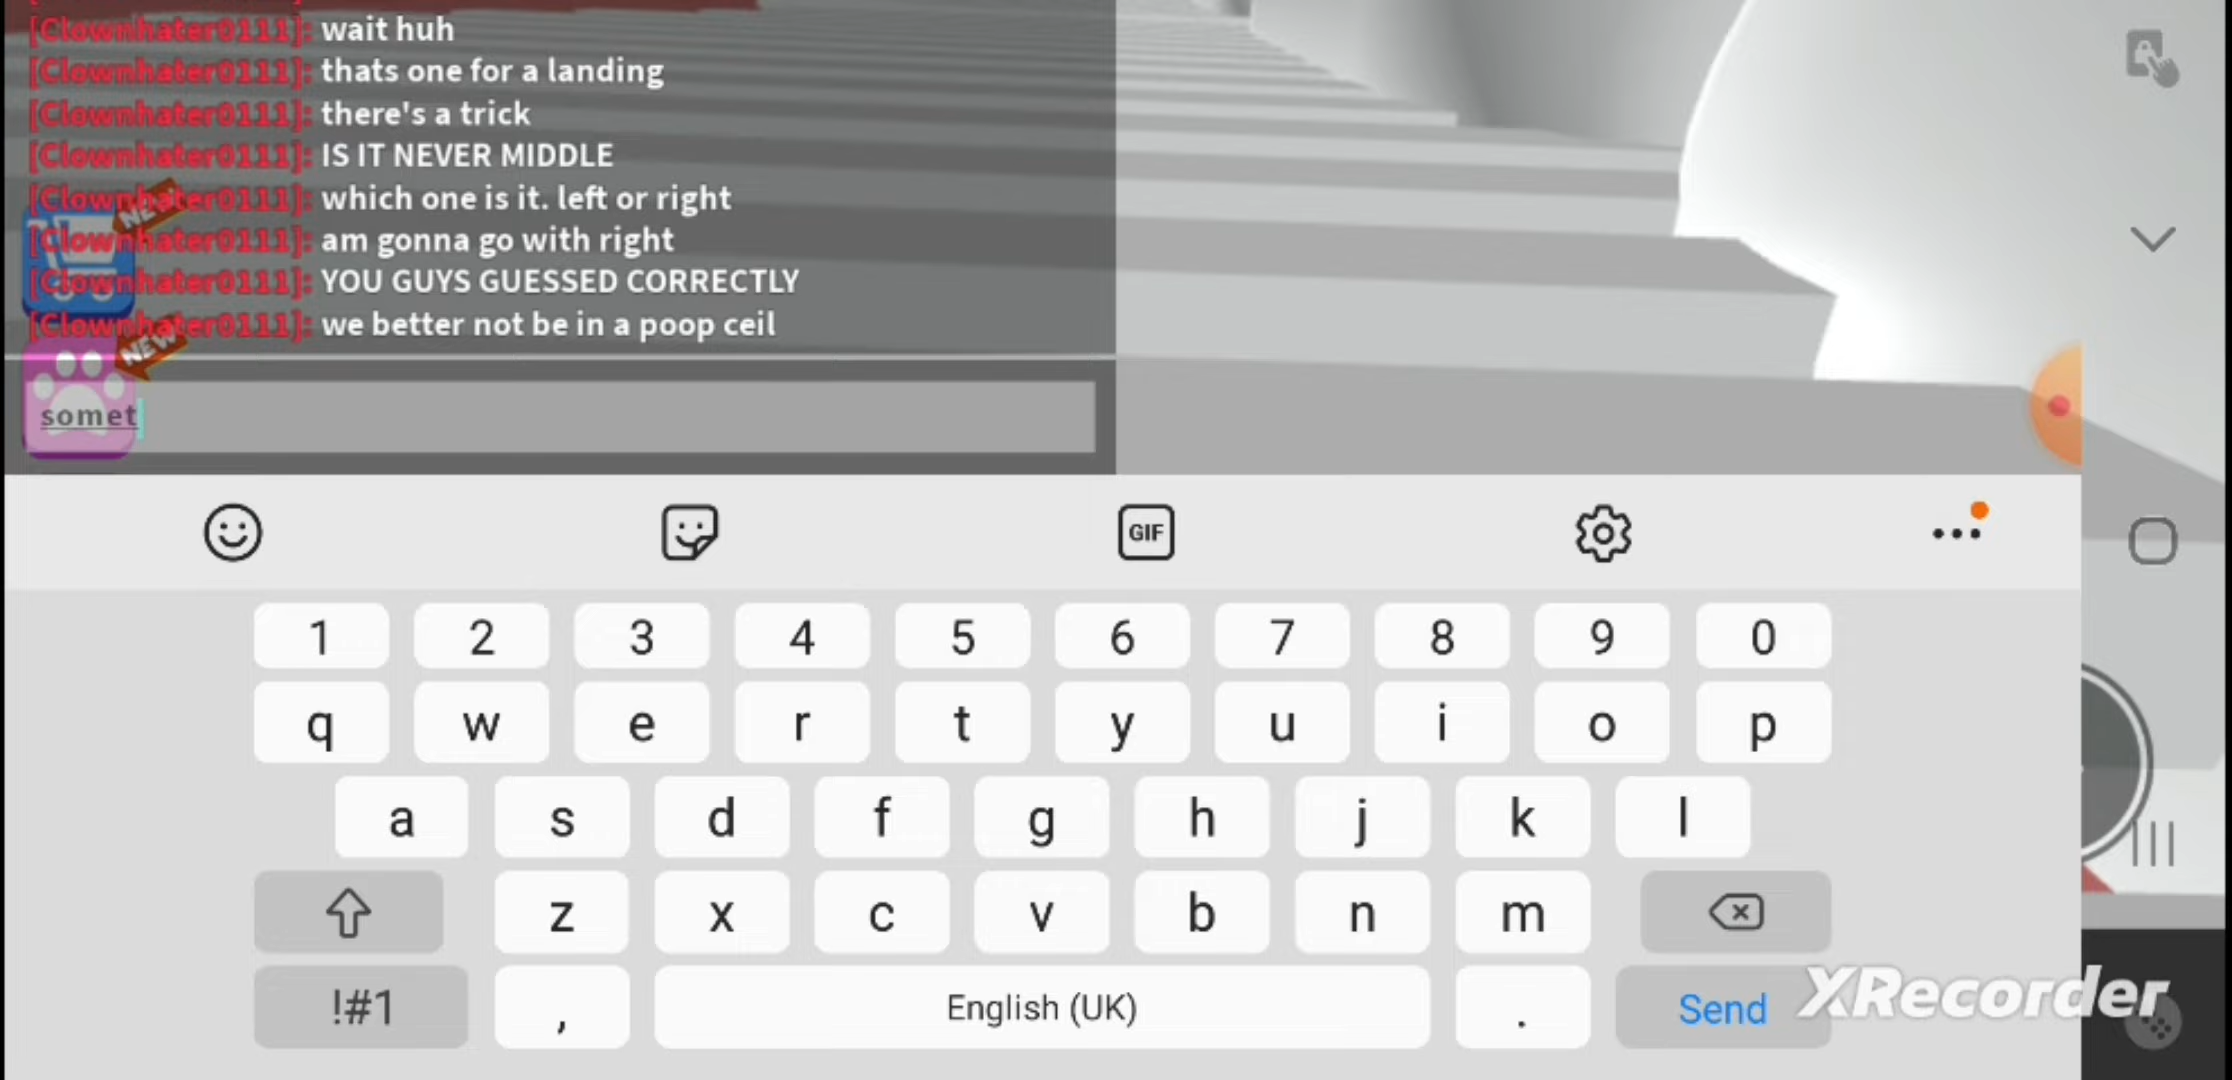 [Clownhater0111]: wait huh
[Clownhater0111]: thats one for a landing
[Clownhater0111]: there's a trick
[Clownhater0111]: IS IT NEVER MIDDLE
[Clownhater0111]: which one is it. left or right
[Clownhater0111]: am gonna go with right
[Clownhater0111]: YOU GUYS GUESSED CORRECTLY
[Clownhater0111]: we better not be in a poop ceil
NEW
NEW
somet
GIF
1 2 3 4 5 6 7 8 9 0
q w e r t y u i o p
a s d f g h j k l
z x c v b n m
!#1 , English (UK) . Send
XRecorder